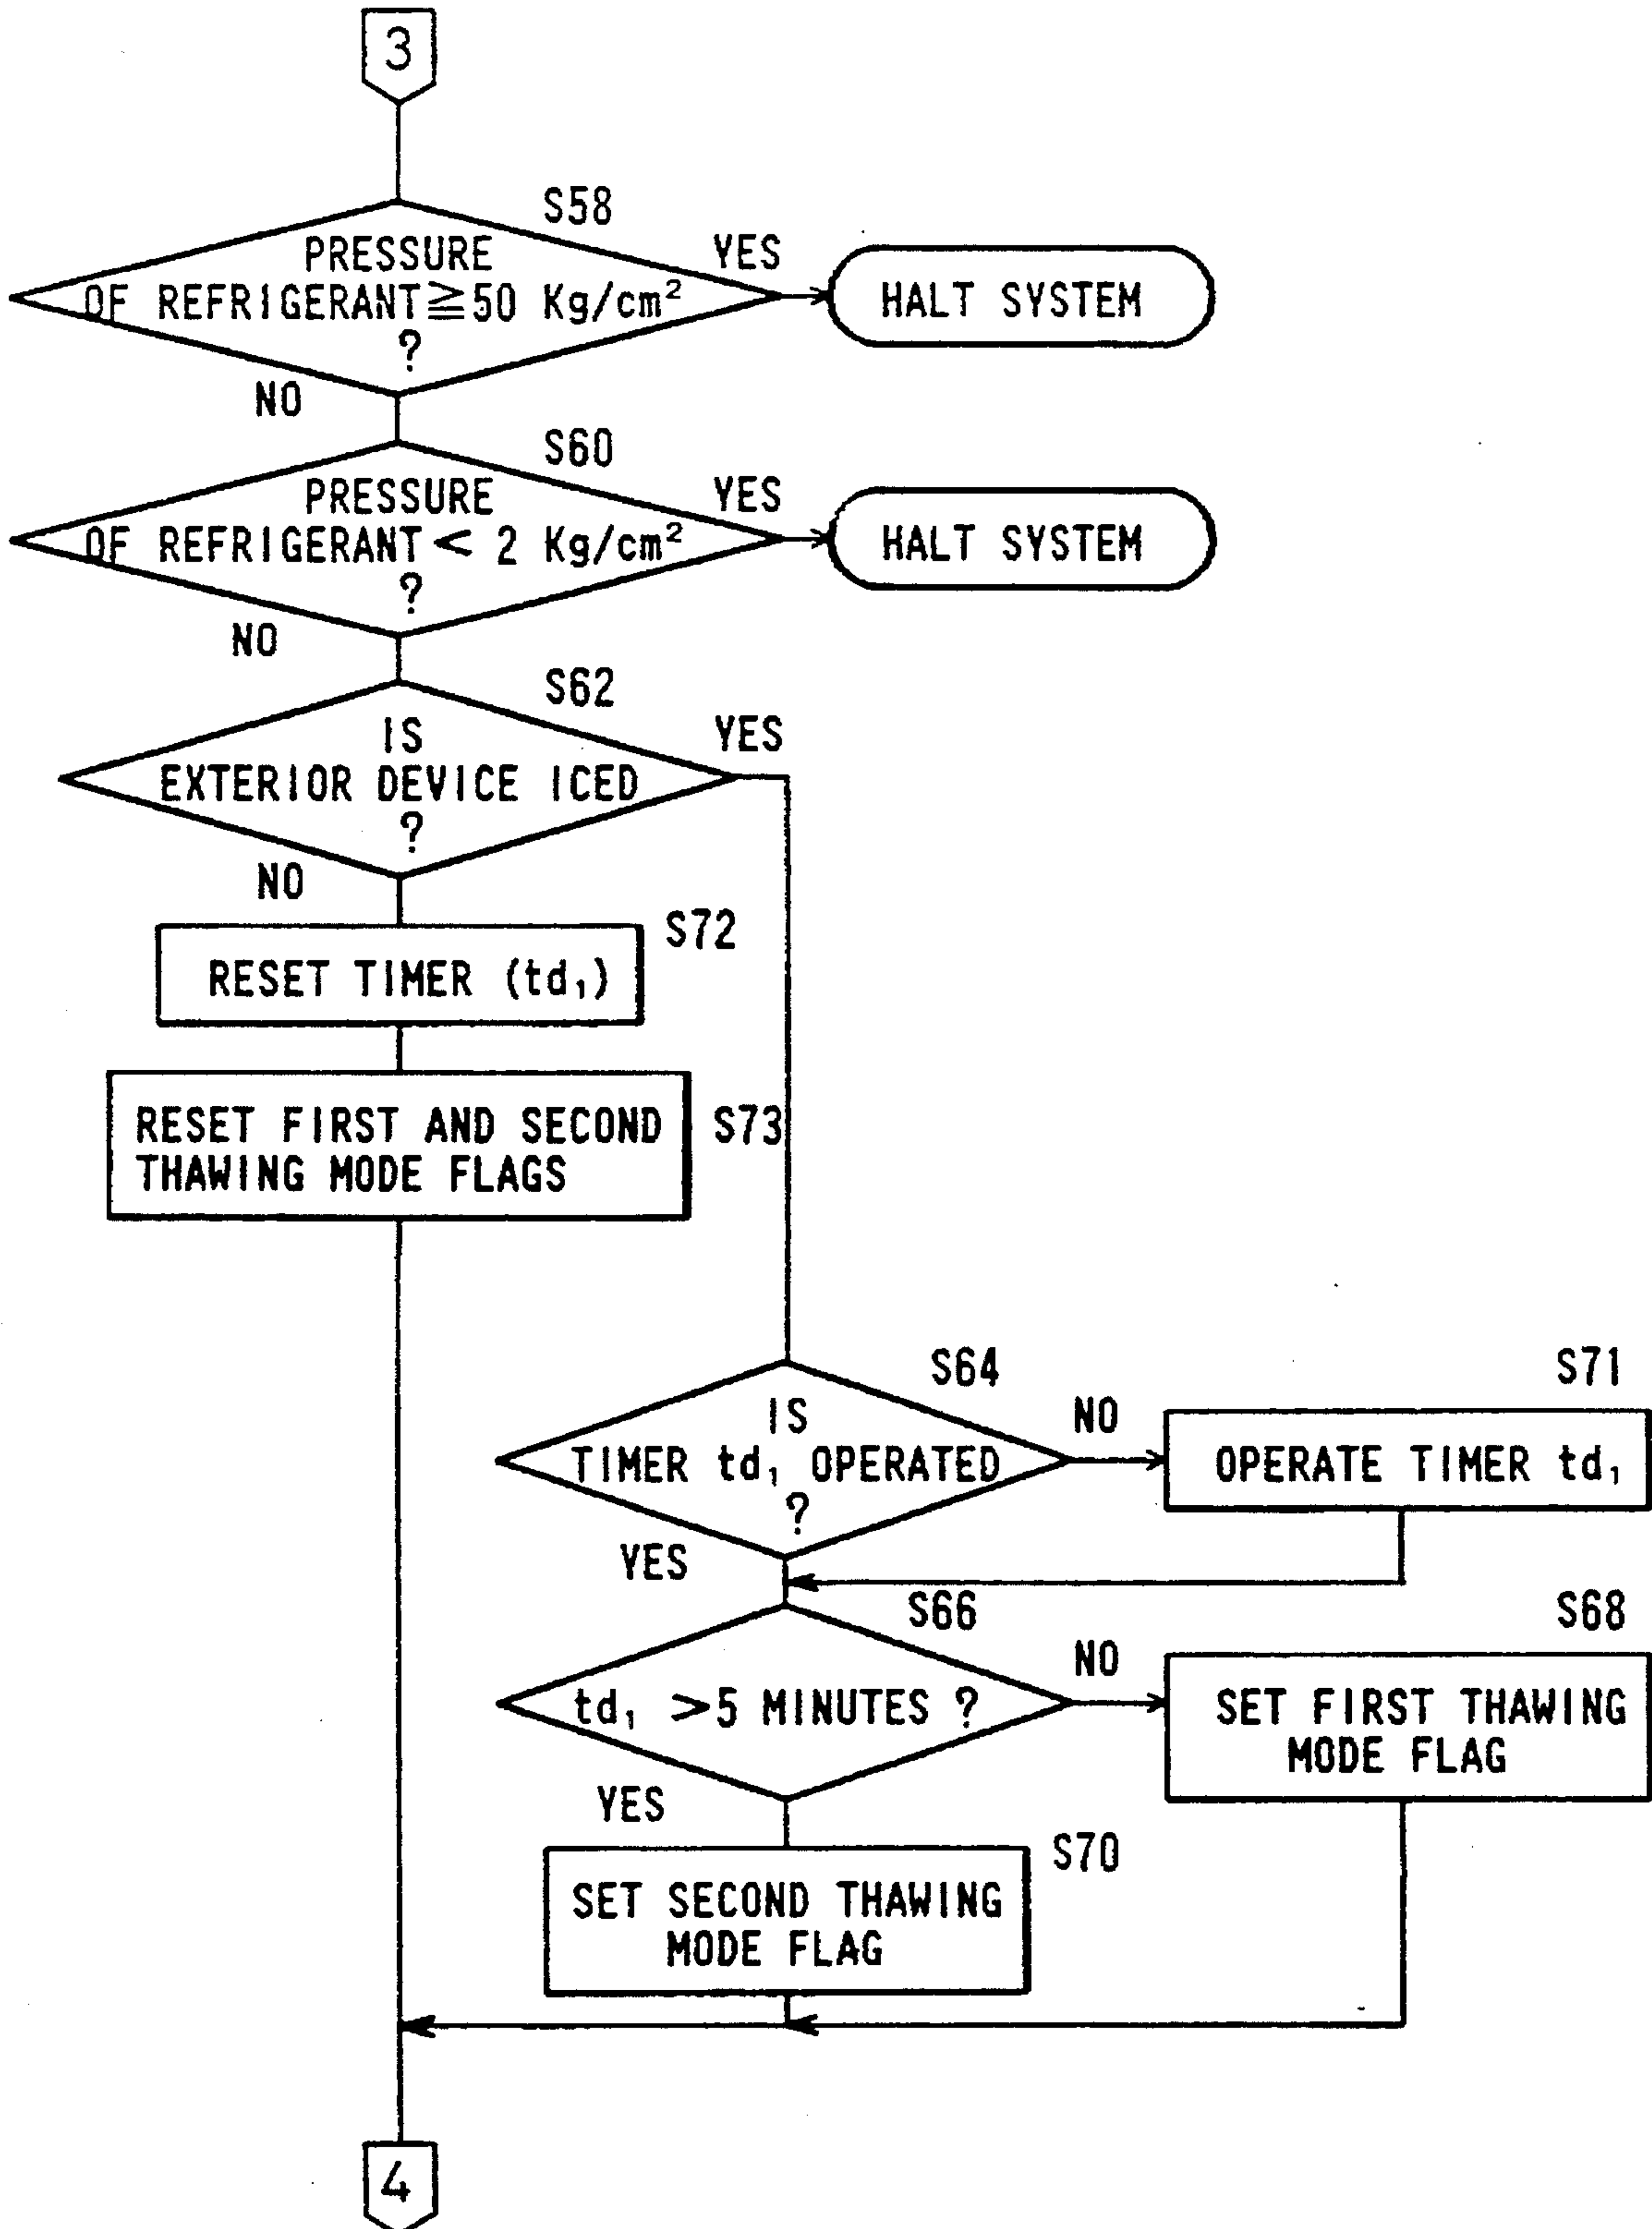 3
S58
PRESSURE
YES
OF REFRIGERANT≧50 Kg/cm²
HALT SYSTEM
?
NO
S60
PRESSURE
YES
OF REFRIGERANT < 2 Kg/cm²
HALT SYSTEM
?
NO
S62
IS
YES
EXTERIOR DEVICE ICED
?
NO
S72
RESET TIMER (td₁)
RESET FIRST AND SECOND
S73
THAWING MODE FLAGS
S64
S71
IS
NO
TIMER td₁ OPERATED
OPERATE TIMER td₁
?
YES
S66
S68
NO
td₁ >5 MINUTES ?
SET FIRST THAWING
MODE FLAG
YES
S70
SET SECOND THAWING
MODE FLAG
4